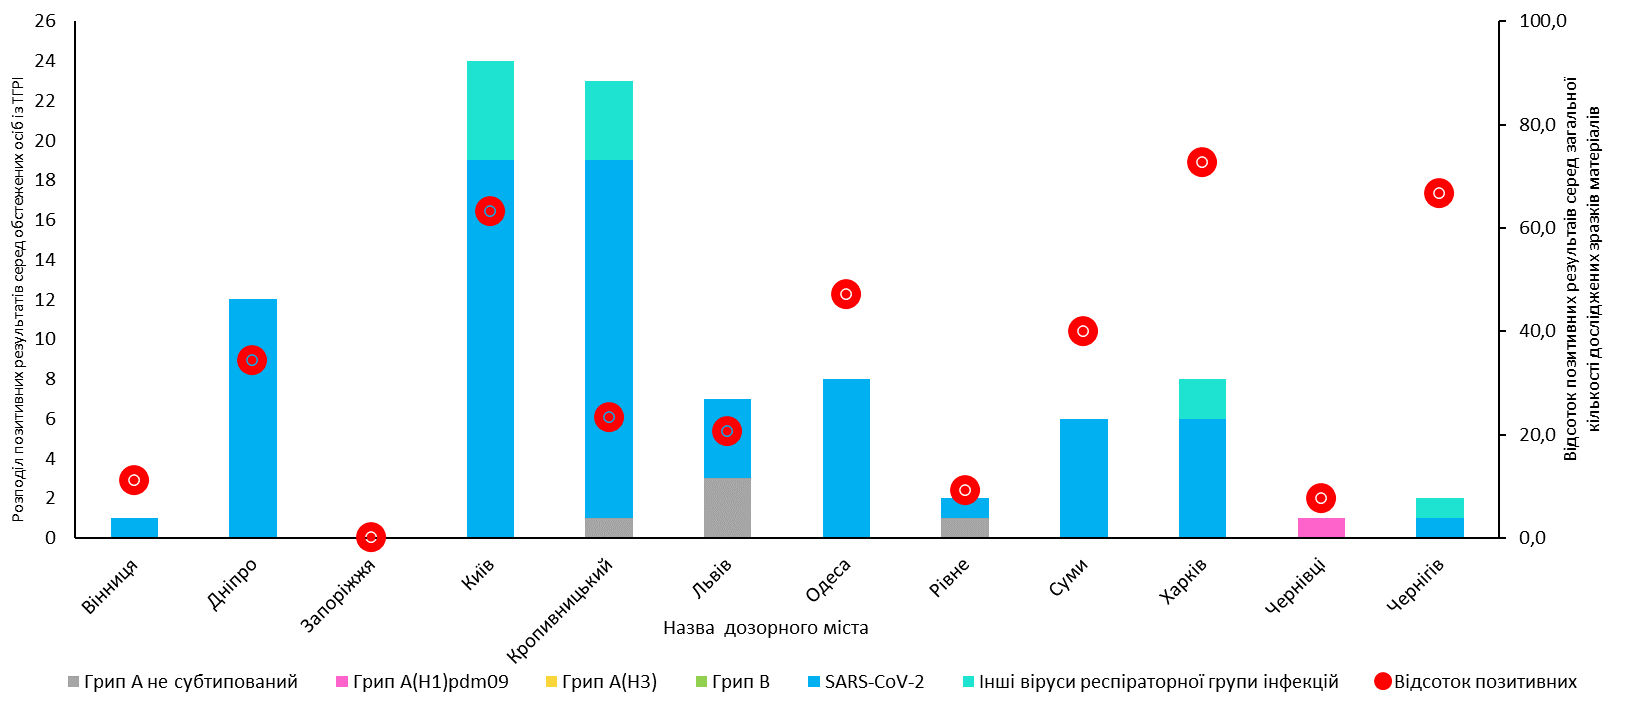 Розподіл позитивних результатів серед обстежених осіб із ТГРІ
26
24
22
20
18
16
14
12
10
8
6
4
2
0
100,0
80,0
60,0
40,0
20,0
0,0
Відсоток позитивних результаів серед загальної
кількості досліджених зразків матеріалів
Вінниця
Дніпро
Запоріжжя
Київ
Кропивницький
Львів
Одеса
Рівне
Суми
Харків
Чернівці
Чернігів
Назва дозорного міста
Грип А не субтипований
Грип A(H1)pdm09
Грип A(H3)
Грип В
SARS-CoV-2
Інші віруси респіраторної групи інфекцій
Відсоток позитивних